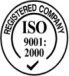 REGISTERED COMPANY
ISO
9001:
2000